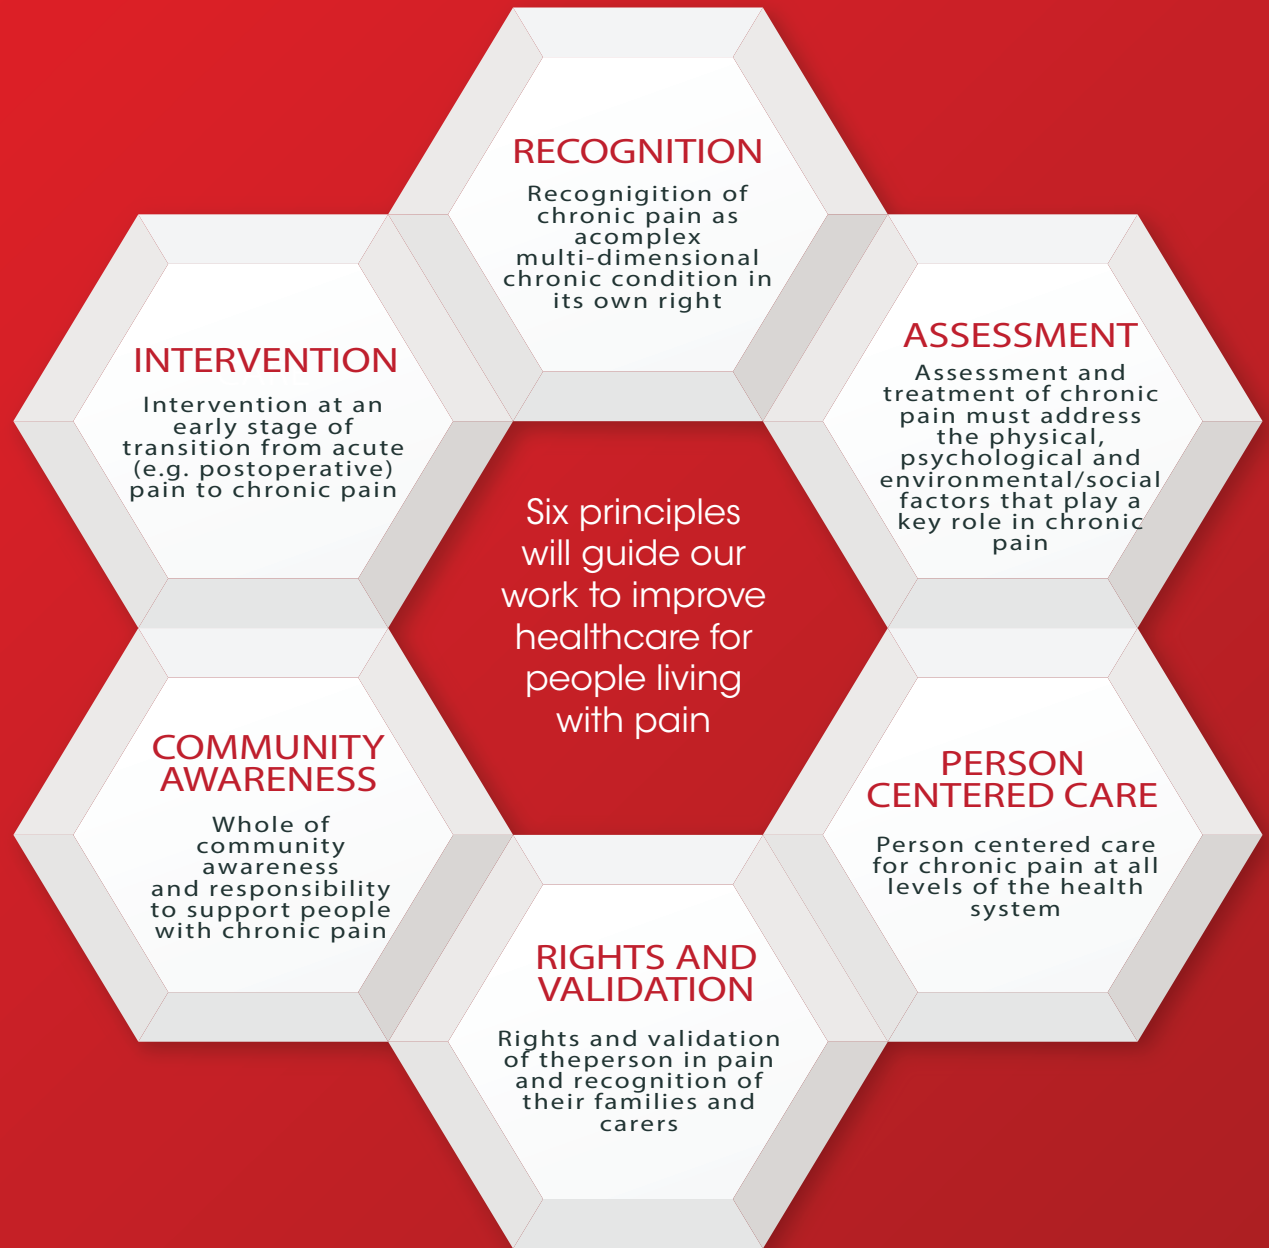 RECOGNITION
Recognigition of
chronic pain as
acomplex
multi-dimensional
chronic condition in
its own right
ASSESSMENT
Assessment and
treatment of chronic
pain must address
the physical,
psychological and
environmental/social
factors that play a
key role in chronic
pain
PERSON
CENTERED CARE
Person centered care
for chronic pain at all
levels of the health
system
RIGHTS AND
VALIDATION
Rights and validation
of theperson in pain
and recognition of
their families and
carers
COMMUNITY
AWARENESS
Whole of
community
awareness
and responsibility
to support people
with chronic pain
INTERVENTION
Intervention at an
early stage of
transition from acute
(e.g. postoperative)
pain to chronic pain
Six principles
will guide our
work to improve
healthcare for
people living
with pain